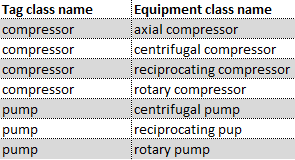 Tag class name Equipment class name
compressor axial compressor
compressor centrifugal compressor
compressor reciprocating compressor
compressor rotary compressor
pump centrifugal pump
pump reciprocating pup
pump rotary pump